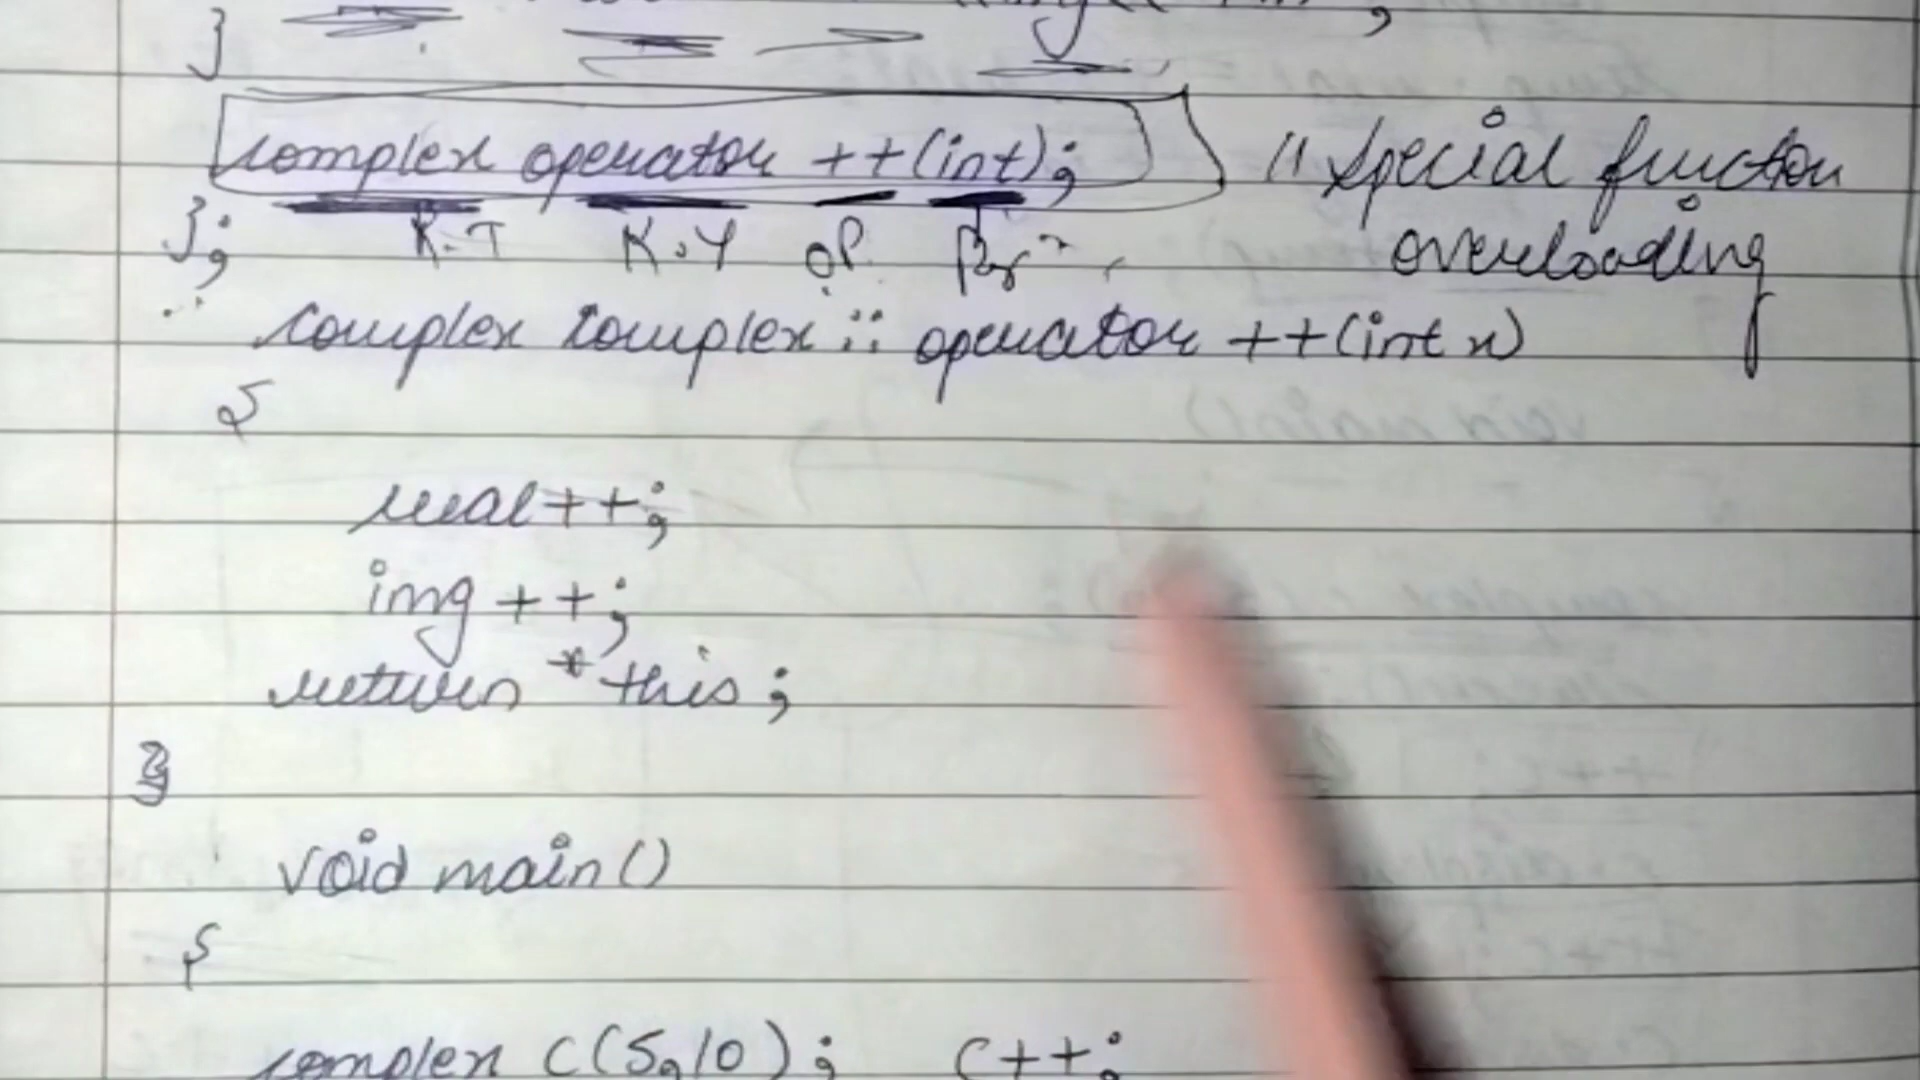 }
complex operator ++(int); // special function
overloading
}; R.T K.Y OP. Par
complex complex :: operator ++(int x)
{
real++;
img ++;
return *this;
}
void main()
{
complex C(5,10); C++;